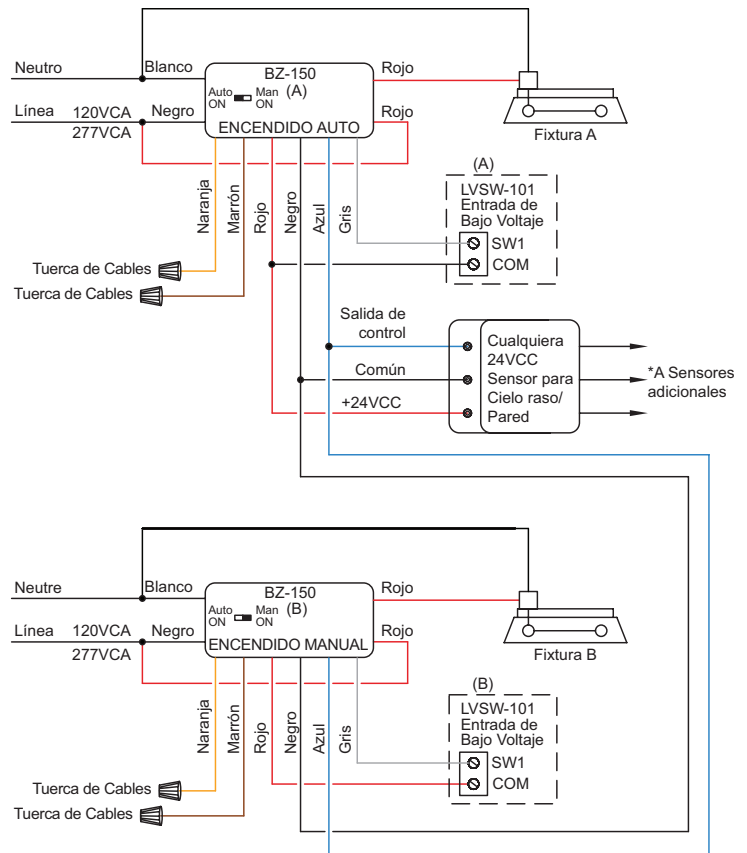 Neutro
Blanco
BZ-150
(A)
Auto
ON
Man
ON
Rojo
Línea
120VCA
277VCA
Negro
Rojo
ENCENDIDO AUTO
Fixtura A
Naranja
Marrón
Rojo
Negro
Azul
Gris
(A)
LVSW-101
Entrada de
Bajo Voltaje
SW1
COM
Tuerca de Cables
Tuerca de Cables
Salida de
control
Común
+24VCC
Cualquiera
24VCC
Sensor para
Cielo raso/
Pared
*A Sensores
adicionales
Neutre
Blanco
BZ-150
(B)
Auto
ON
Man
ON
Rojo
Línea
120VCA
277VCA
Negro
Rojo
ENCENDIDO MANUAL
Fixtura B
Naranja
Marrón
Rojo
Negro
Azul
Gris
(B)
LVSW-101
Entrada de
Bajo Voltaje
SW1
COM
Tuerca de Cables
Tuerca de Cables